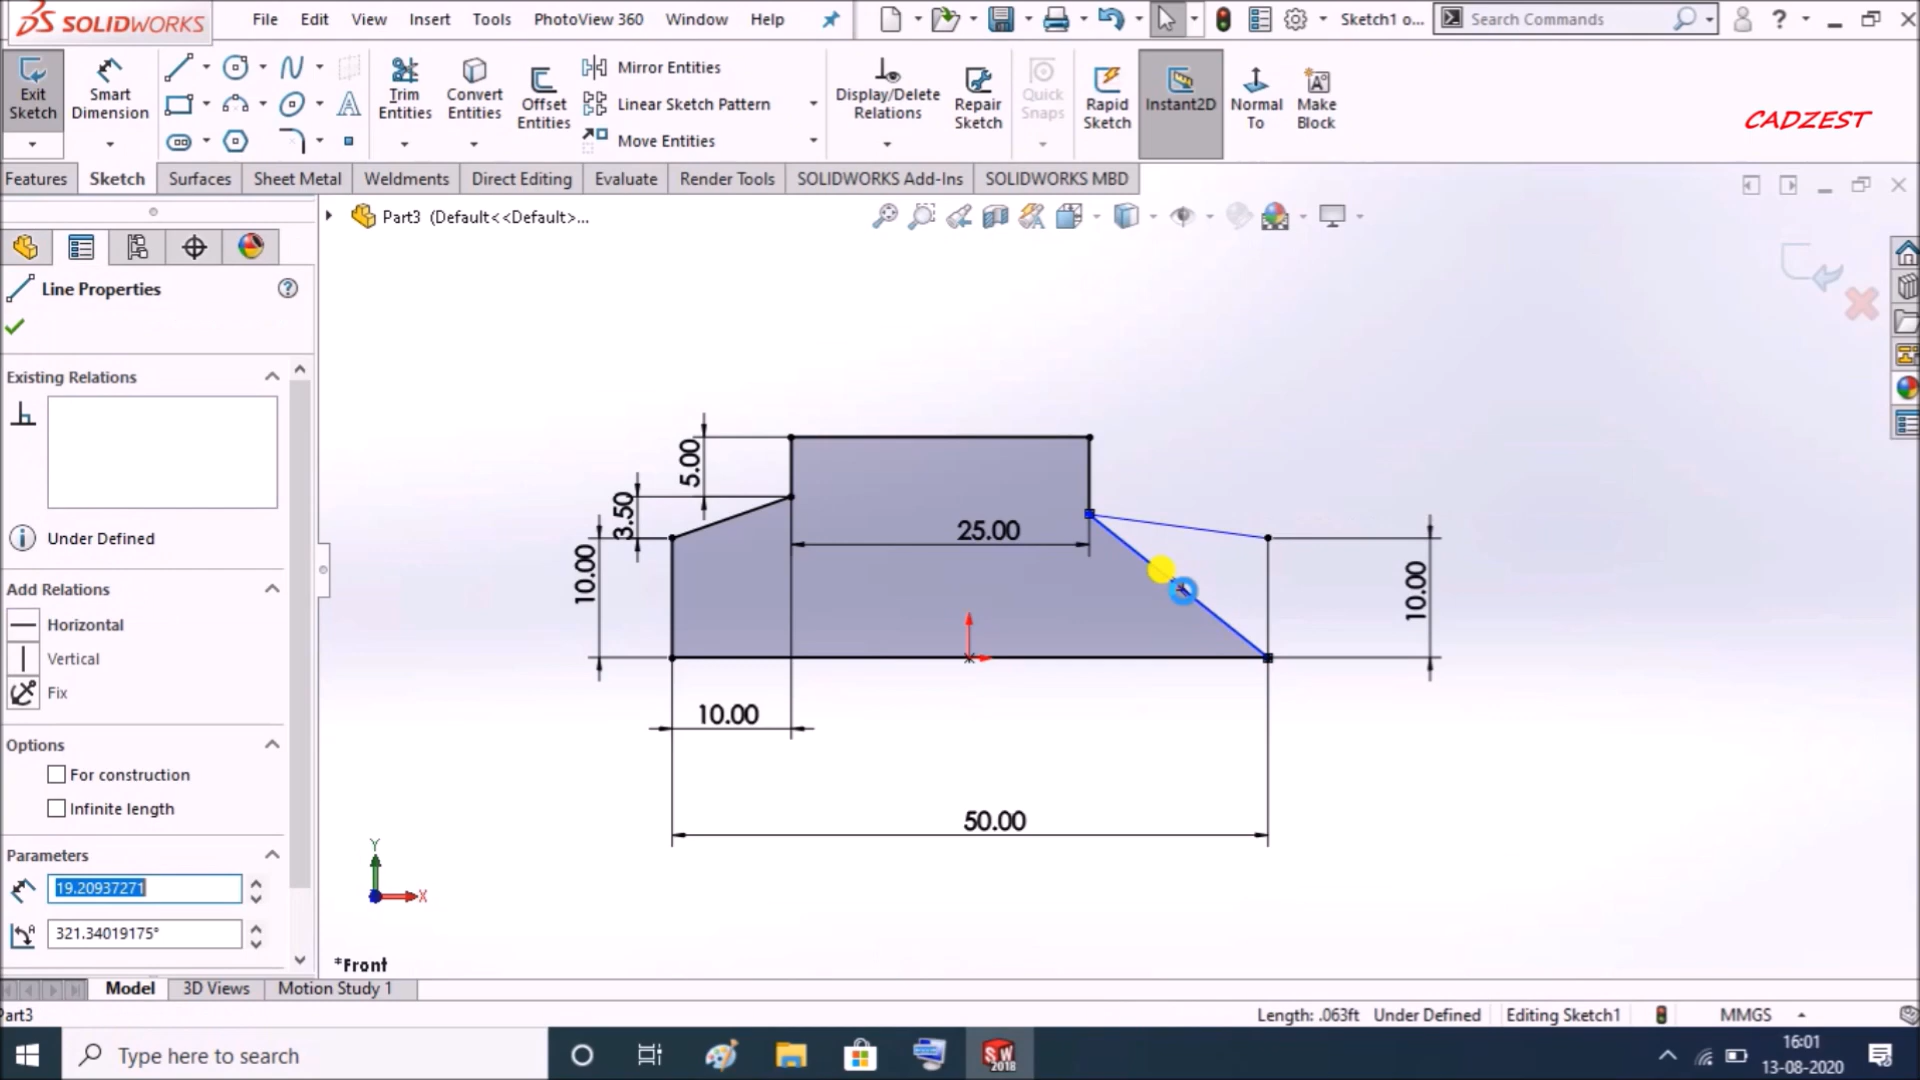 SOLIDWORKS
File Edit View Insert Tools PhotoView 360 Window Help
Sketch1 o...
Search Commands
Exit Sketch
Smart Dimension
Trim Entities
Convert Entities
Offset Entities
Mirror Entities
Linear Sketch Pattern
Move Entities
Display/Delete Relations
Repair Sketch
Quick Snaps
Rapid Sketch
Instant2D
Normal To
Make Block
CADZEST
Features Sketch Surfaces Sheet Metal Weldments Direct Editing Evaluate Render Tools SOLIDWORKS Add-Ins SOLIDWORKS MBD
Part3 (Default<<Default>...
Line Properties
Existing Relations
Under Defined
Add Relations
Horizontal
Vertical
Fix
Options
For construction
Infinite length
Parameters
19.20937271
321.34019175°
5.00
3.50
10.00
25.00
10.00
10.00
50.00
Y
X
*Front
Model 3D Views Motion Study 1
Part3
Length: .063ft Under Defined Editing Sketch1 MMGS
Type here to search
SW 2018
16:01
13-08-2020